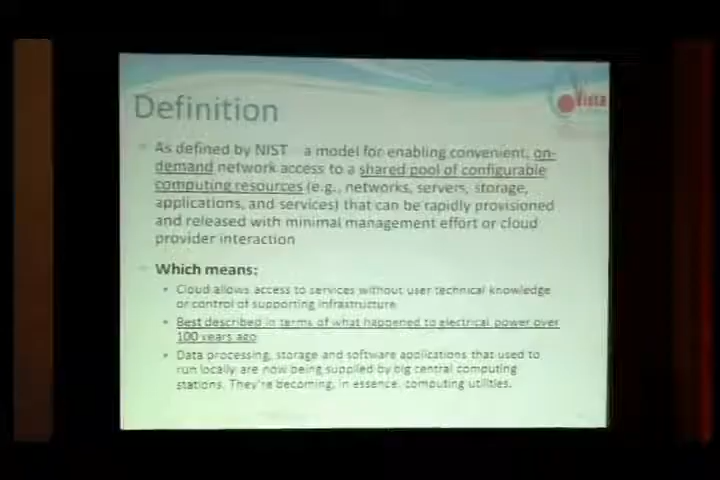 Vista
Definition
As defined by NIST a model for enabling convenient, on-
demand network access to a shared pool of configurable
computing resources (e.g., networks, servers, storage,
applications, and services) that can be rapidly provisioned
and released with minimal management effort or cloud
provider interaction
Which means:
Cloud allows access to services without user technical knowledge
or control of supporting infrastructure
Best described in terms of what happened to electrical power over
100 years ago
Data processing, storage and software applications that used to
run locally are now being supplied by big central computing
stations. They're becoming, in essence, computing utilities.